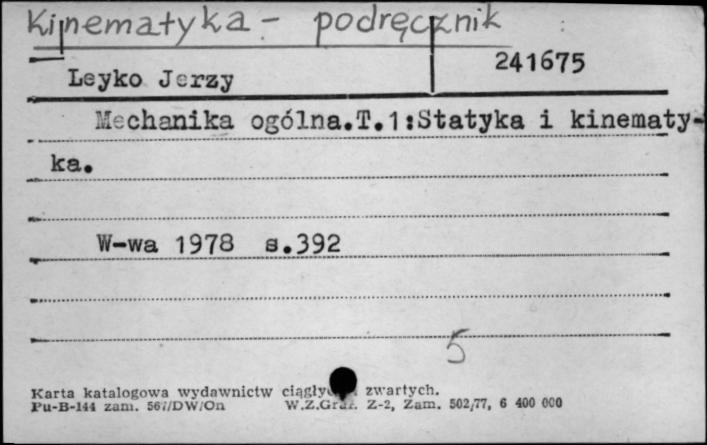 Kinematyka - podręcznik
241675
Leyko Jerzy
Mechanika ogólna.T.1:Statyka i kinematy-
ka.
W-wa 1978 s.392
5
Karta katalogowa wydawnictw zwartych.
Pu-B-144 zam. 567/DW/On W.Z.Graf. Z-2, Zam. 502/77, 6 400 000